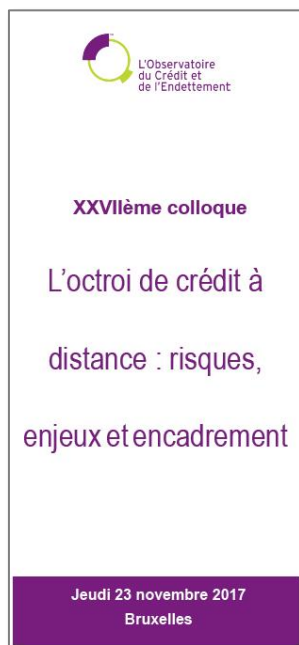 L'Observatoire
du Crédit et
de l'Endettement
XXVIIème colloque
L'octroi de crédit à
distance : risques,
enjeux et encadrement
Jeudi 23 novembre 2017
Bruxelles